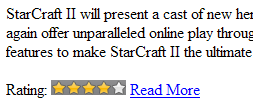 StarCraft II will present a cast of new her
again offer unparalleled online play throug
features to make StarCraft II the ultimate
Rating: Read More